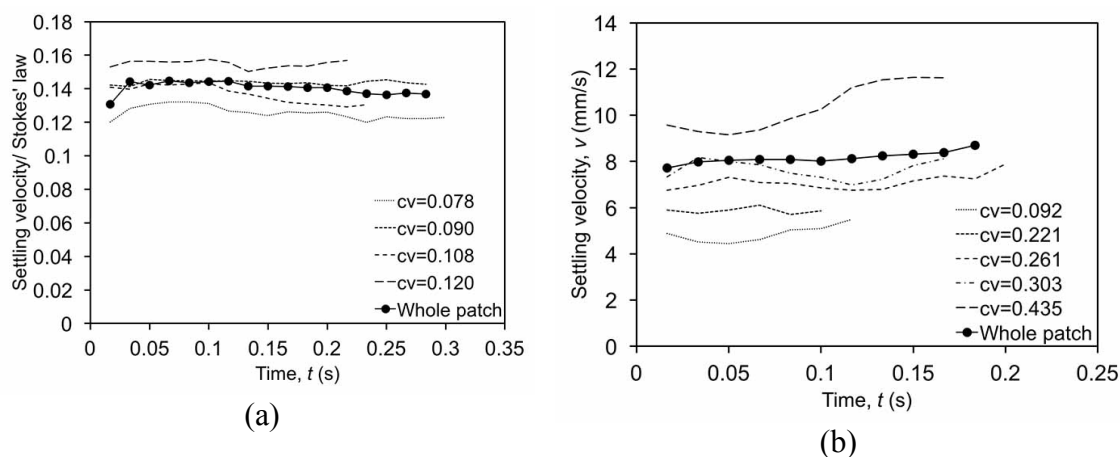 0.18
0.16
0.14
0.12
0.1
0.08
0.06
0.04
0.02
0
Settling velocity/ Stokes' law
cv=0.078
cv=0.090
cv=0.108
cv=0.120
Whole patch
0 0.05 0.1 0.15 0.2 0.25 0.3 0.35
Time, t (s)
(a)
14
12
10
8
6
4
2
0
Settling velocity, v (mm/s)
cv=0.092
cv=0.221
cv=0.261
cv=0.303
cv=0.435
Whole patch
0 0.05 0.1 0.15 0.2 0.25
Time, t (s)
(b)